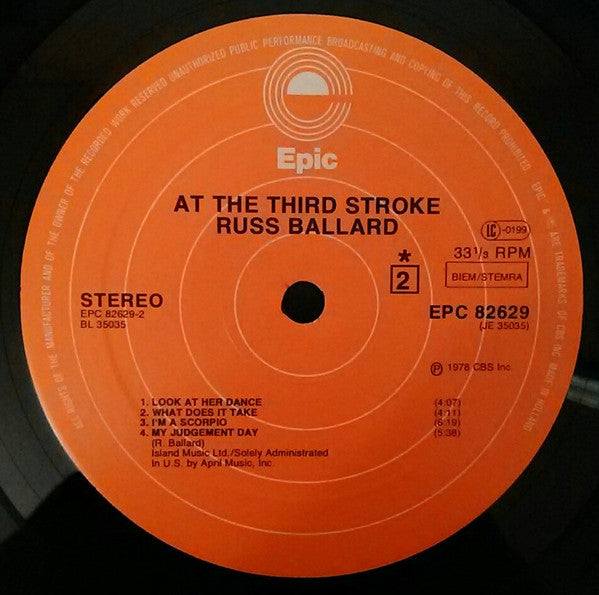 ALL RIGHTS OF THE MANUFACTURER AND OF THE OWNER OF THE RECORDED WORK RESERVED UNAUTHORIZED PUBLIC PERFORMANCE BROADCASTING AND COPYING OF THIS RECORD PROHIBITED. EPIC & ARE TRADEMARKS OF CBS INC. MADE IN HOLLAND
Epic
AT THE THIRD STROKE
RUSS BALLARD
LC -0199
33 1/3 RPM
BIEM/STEMRA
*
2
STEREO
EPC 82629-2
BL 35035
EPC 82629
(JE 35035)
Ⓟ 1978 CBS Inc.
1. LOOK AT HER DANCE (4:07)
2. WHAT DOES IT TAKE (4:11)
3. I'M A SCORPIO (6:19)
4. MY JUDGEMENT DAY (5:38)
(R. Ballard)
Island Music Ltd./Solely Administrated
In U.S. by April Music, Inc.